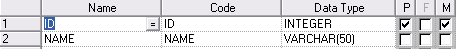 Name Code Data Type P F M
1 ID = ID INTEGER
2 NAME NAME VARCHAR(50)